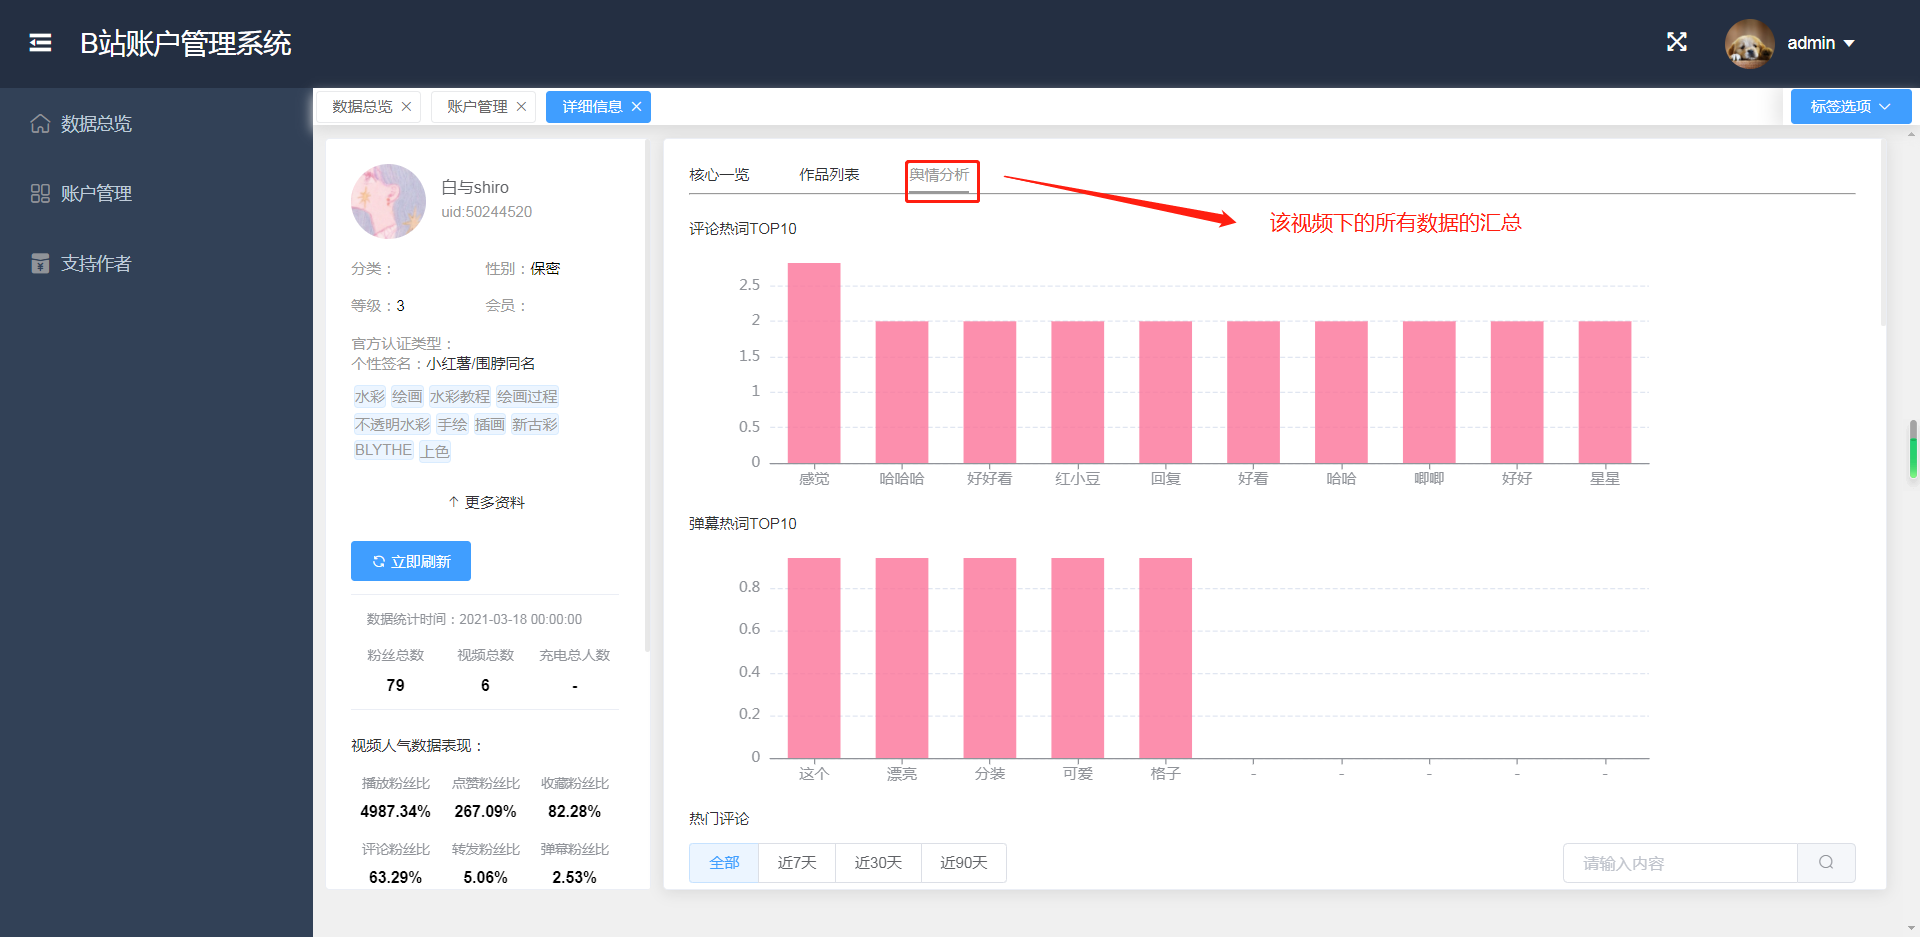 B站账户管理系统
admin
数据总览
账户管理
支持作者
数据总览
账户管理
详细信息
标签选项
白与shiro
uid:50244520
分类：
性别：保密
等级：3
会员：
官方认证类型：
个性签名：小红薯/围脖同名
水彩 绘画 水彩教程 绘画过程
不透明水彩 手绘 插画 新古彩
BLYTHE 上色
更多资料
立即刷新
数据统计时间：2021-03-18 00:00:00
粉丝总数 视频总数 充电总人数
79 6 -
视频人气数据表现：
播放粉丝比 点赞粉丝比 收藏粉丝比
4987.34% 267.09% 82.28%
评论粉丝比 转发粉丝比 弹幕粉丝比
63.29% 5.06% 2.53%
核心一览 作品列表 舆情分析
该视频下的所有数据的汇总
评论热词TOP10
2.5
2
1.5
1
0.5
0
感觉 哈哈哈 好好看 红小豆 回复 好看 哈哈 唧唧 好好 星星
弹幕热词TOP10
0.8
0.6
0.4
0.2
0
这个 漂亮 分装 可爱 格子 - - - - -
热门评论
全部 近7天 近30天 近90天
请输入内容